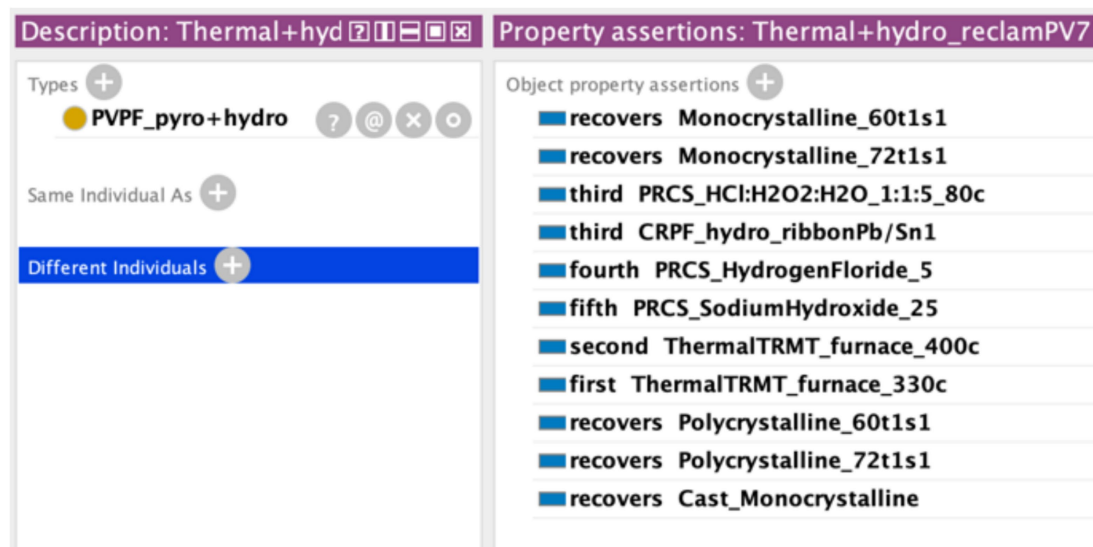 Description: Thermal+hyd
Types
PVPF_pyro+hydro
Same Individual As
Different Individuals
Property assertions: Thermal+hydro_reclamPV7
Object property assertions
recovers Monocrystalline_60t1s1
recovers Monocrystalline_72t1s1
third PRCS_HCl:H2O2:H2O_1:1:5_80c
third CRPF_hydro_ribbonPb/Sn1
fourth PRCS_HydrogenFloride_5
fifth PRCS_SodiumHydroxide_25
second ThermalTRMT_furnace_400c
first ThermalTRMT_furnace_330c
recovers Polycrystalline_60t1s1
recovers Polycrystalline_72t1s1
recovers Cast_Monocrystalline